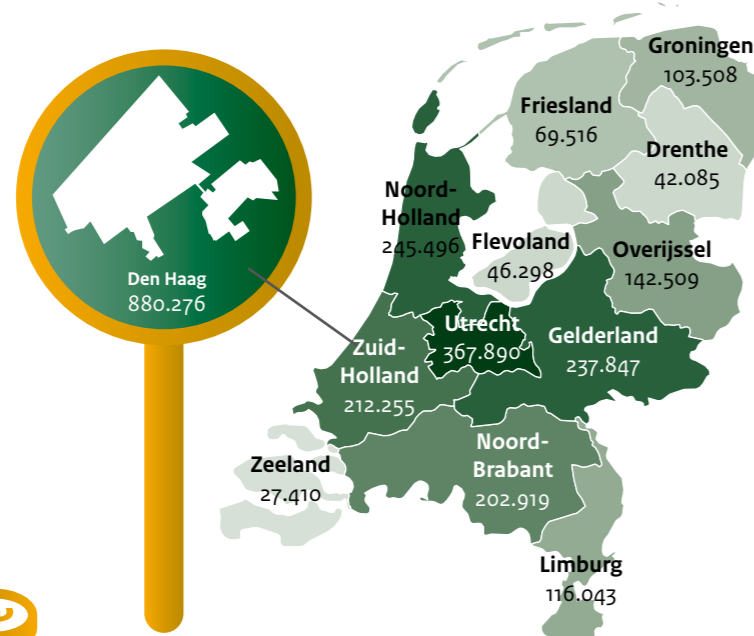 Groningen
103.508
Friesland
69.516
Drenthe
42.085
Noord-
Holland
245.496
Flevoland
46.298
Overijssel
142.509
Den Haag
880.276
Utrecht
367.890
Gelderland
237.847
Zuid-
Holland
212.255
Noord-
Brabant
202.919
Zeeland
27.410
Limburg
116.043